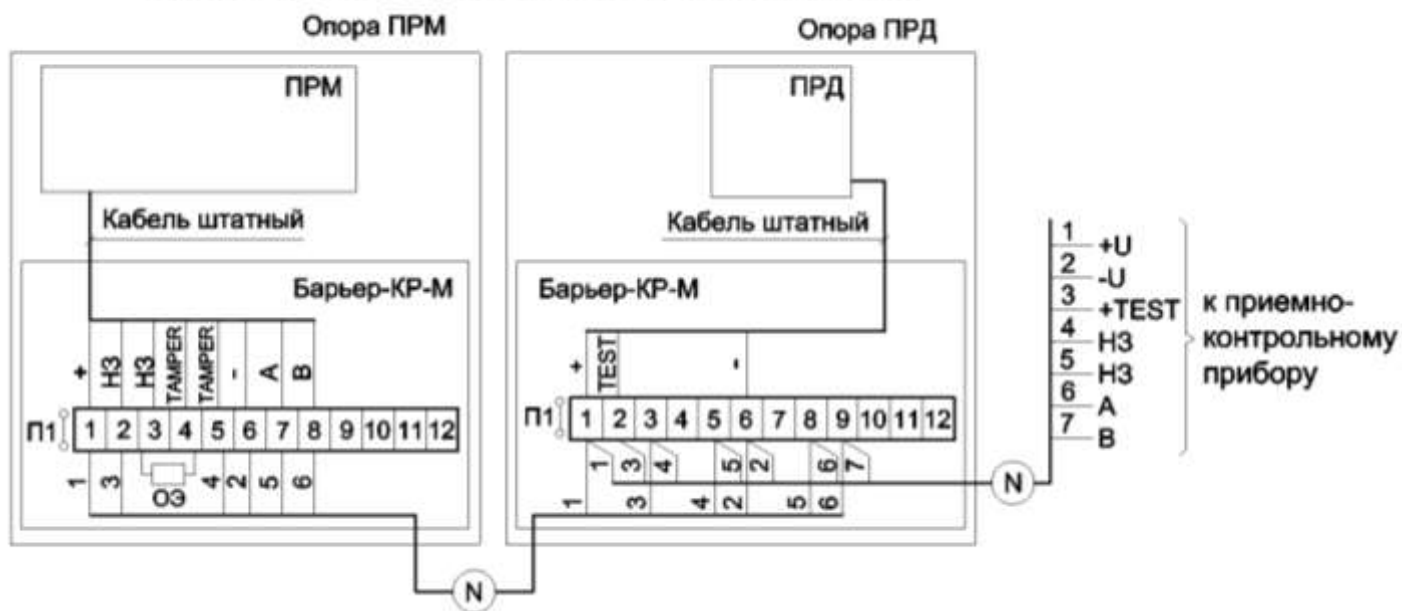 Опора ПРМ
Опора ПРД
ПРМ
ПРД
Кабель штатный
Кабель штатный
Барьер-КР-М
Барьер-КР-М
+ НЗ НЗ TAMPER TAMPER - A B
+ TEST -
П1 1 2 3 4 5 6 7 8 9 10 11 12
П1 1 2 3 4 5 6 7 8 9 10 11 12
1 3 ОЭ 4 2 5 6
1 3 4 5 2 6 7
1 3 4 2 5 6
N
N
1 +U
2 -U
3 +TEST
4 НЗ
5 НЗ
6 A
7 B
к приемно-
контрольному
прибору